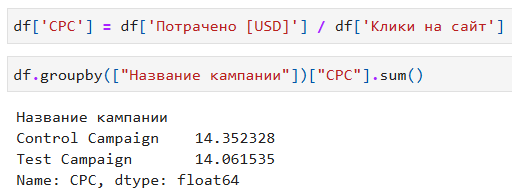 df['CPC'] = df['Потрачено [USD]'] / df['Клики на сайт']
df.groupby(["Название кампании"])["CPC"].sum()
Название кампании
Control Campaign    14.352328
Test Campaign       14.061535
Name: CPC, dtype: float64